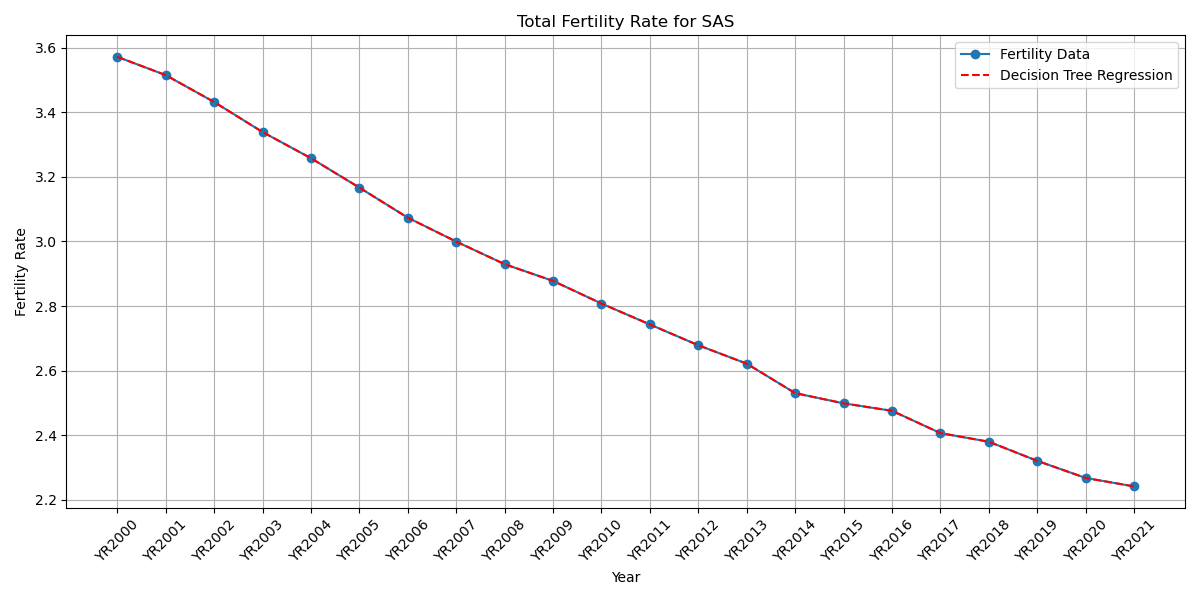 Total Fertility Rate for SAS
Fertility Data
Decision Tree Regression
Fertility Rate
3.6
3.4
3.2
3.0
2.8
2.6
2.4
2.2
YR2000
YR2001
YR2002
YR2003
YR2004
YR2005
YR2006
YR2007
YR2008
YR2009
YR2010
YR2011
YR2012
YR2013
YR2014
YR2015
YR2016
YR2017
YR2018
YR2019
YR2020
YR2021
Year